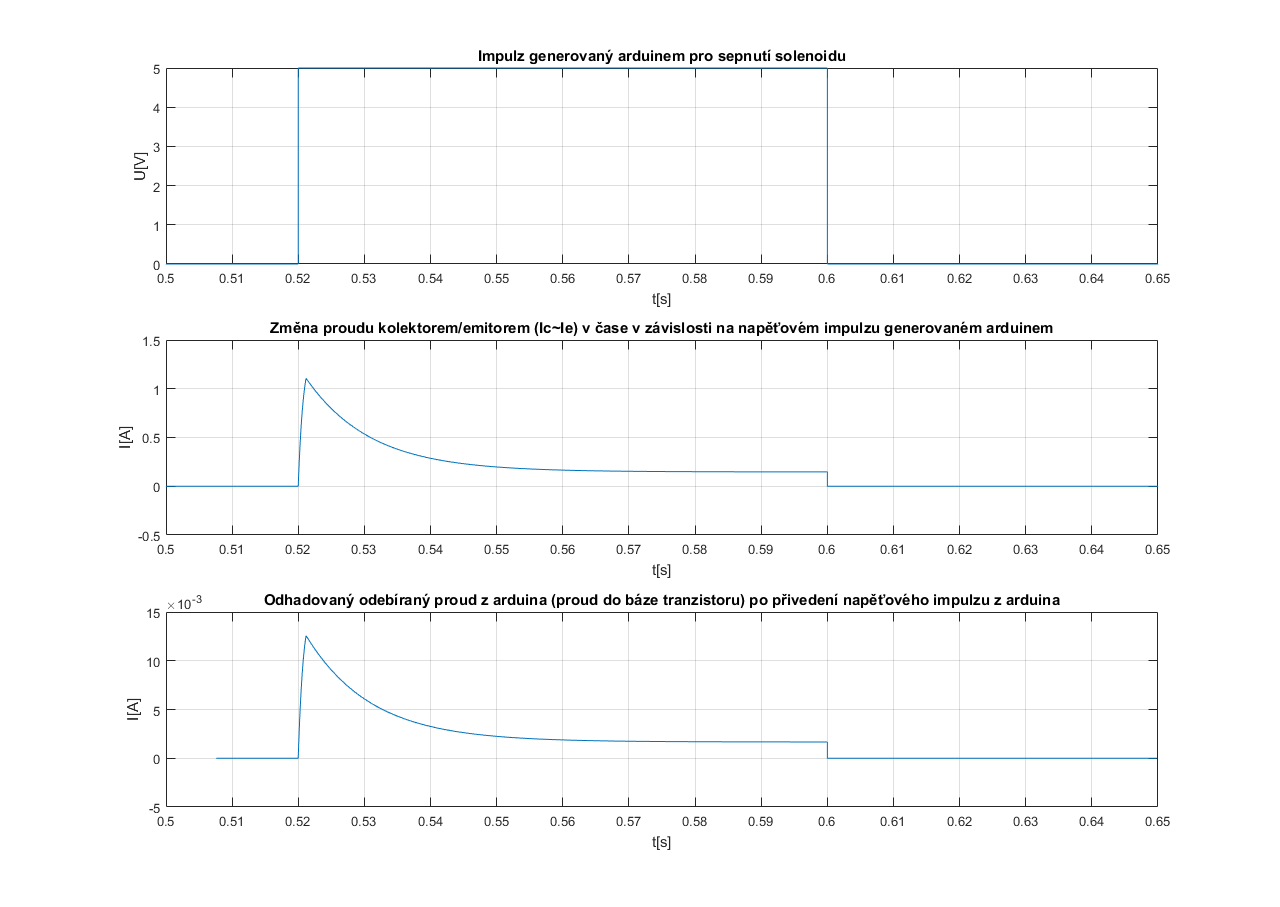 Impulz generovaný arduinem pro sepnutí solenoidu
5
4
3
2
1
0
U[V]
0.5 0.51 0.52 0.53 0.54 0.55 0.56 0.57 0.58 0.59 0.6 0.61 0.62 0.63 0.64 0.65
t[s]
Změna proudu kolektorem/emitorem (Ic~Ie) v čase v závislosti na napěťovém impulzu generovaném arduinem
1.5
1
0.5
0
-0.5
I[A]
0.5 0.51 0.52 0.53 0.54 0.55 0.56 0.57 0.58 0.59 0.6 0.61 0.62 0.63 0.64 0.65
t[s]
Odhadovaný odebíraný proud z arduina (proud do báze tranzistoru) po přivedení napěťového impulzu z arduina
×10⁻³
15
10
5
0
-5
I[A]
0.5 0.51 0.52 0.53 0.54 0.55 0.56 0.57 0.58 0.59 0.6 0.61 0.62 0.63 0.64 0.65
t[s]